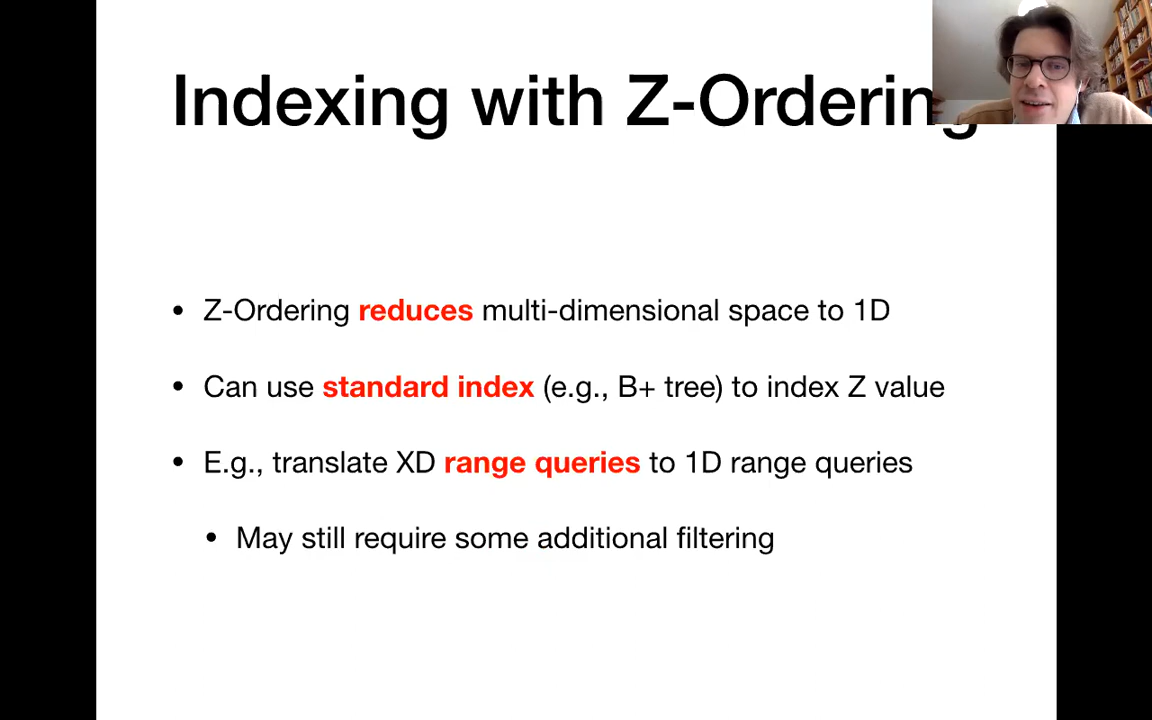 Indexing with Z-Ordering
• Z-Ordering reduces multi-dimensional space to 1D
• Can use standard index (e.g., B+ tree) to index Z value
• E.g., translate XD range queries to 1D range queries
• May still require some additional filtering